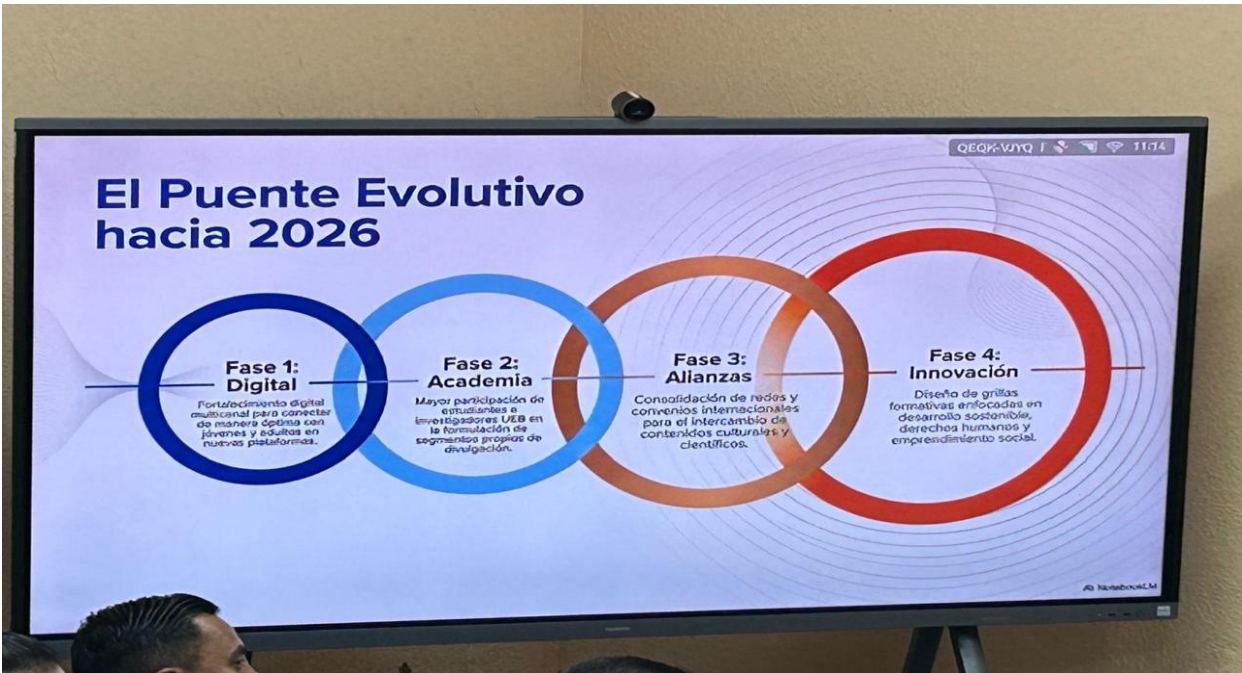 QEQK-VJYQ
11:14
El Puente Evolutivo
hacia 2026
Fase 1:
Digital
Fortalecimiento digital
multicanal para conectar
de manera óptima con
jóvenes y adultos en
nuevas plataformas.
Fase 2:
Academia
Mayor participación de
estudiantes e
investigadores UEB en
la formulación de
segmentos propios de
divulgación.
Fase 3:
Alianzas
Consolidación de redes y
convenios internacionales
para el intercambio de
contenidos culturales y
científicos.
Fase 4:
Innovación
Diseño de grillas
formativas enfocadas en
desarrollo sostenible,
derechos humanos y
emprendimiento social.
NotebookLM